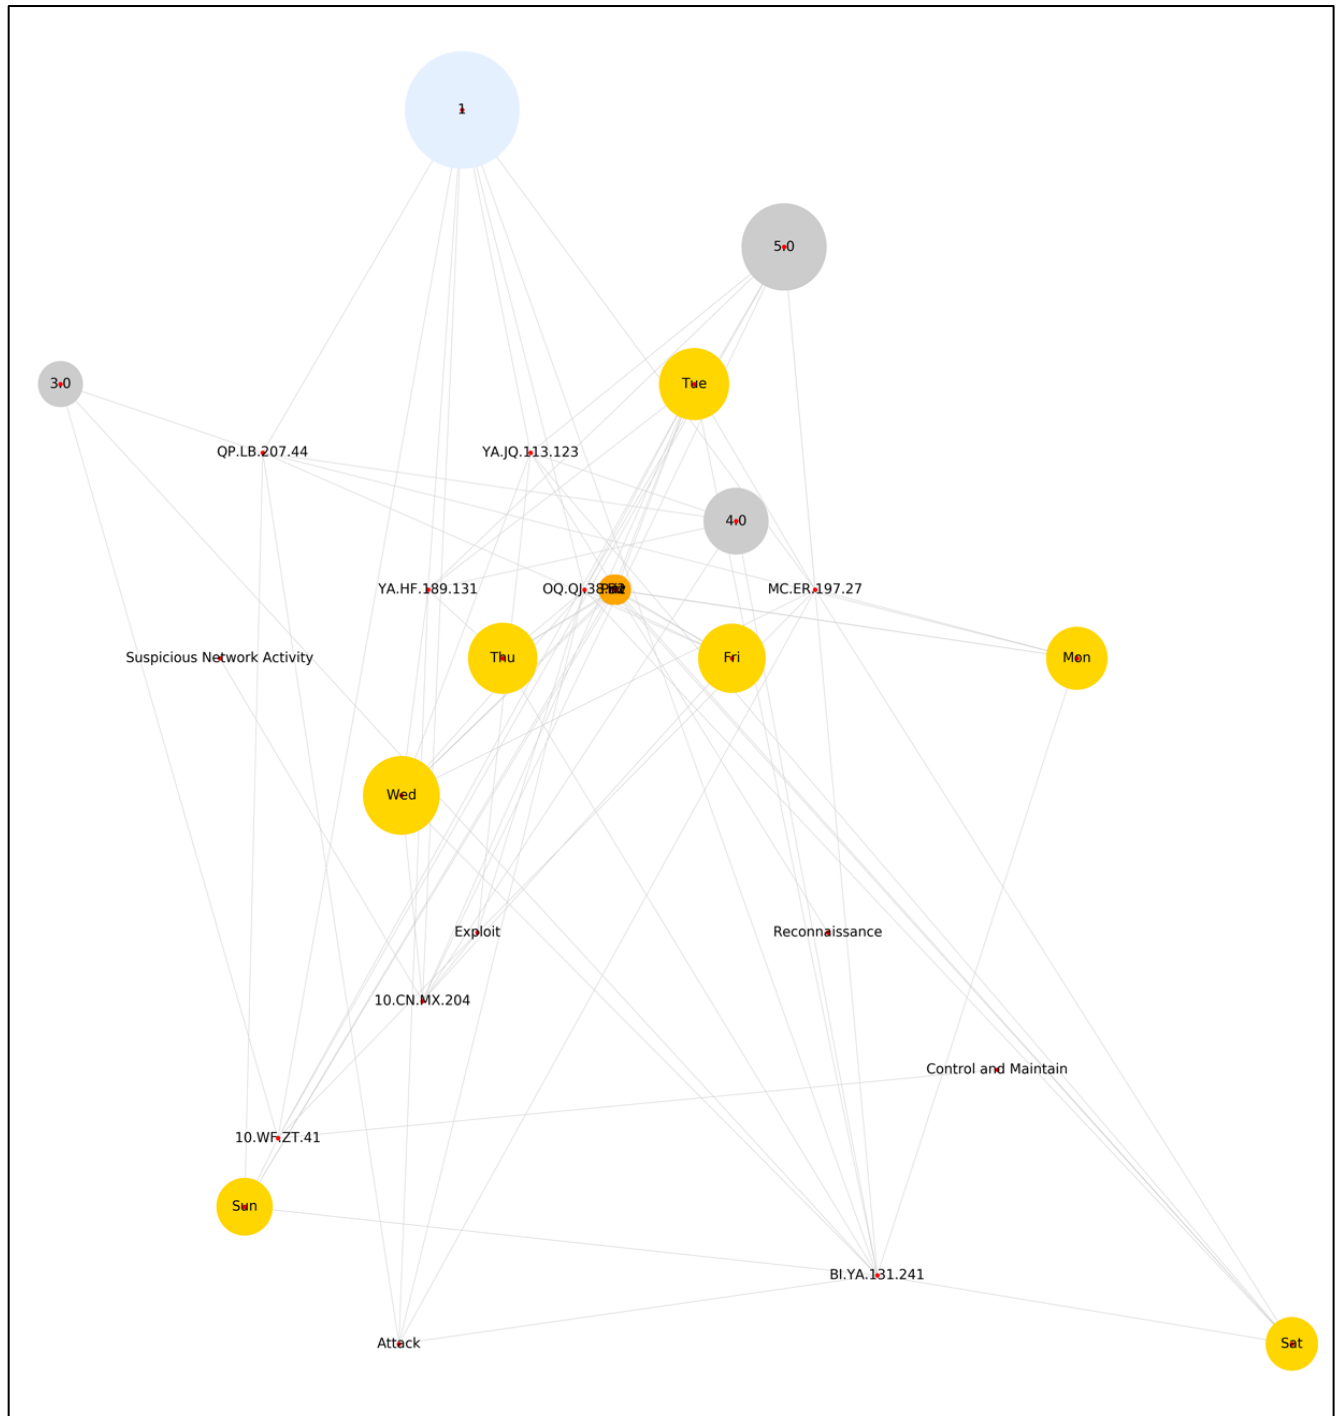 1
5.0
3.0
Tue
QP.LB.207.44
YA.JQ.113.123
4.0
YA.HF.189.131
MC.ER.197.27
Suspicious Network Activity
Thu
Fri
Mon
Wed
Exploit
Reconnaissance
10.CN.MX.204
Control and Maintain
10.WF.ZT.41
Sun
BI.YA.131.241
Attack
Sat